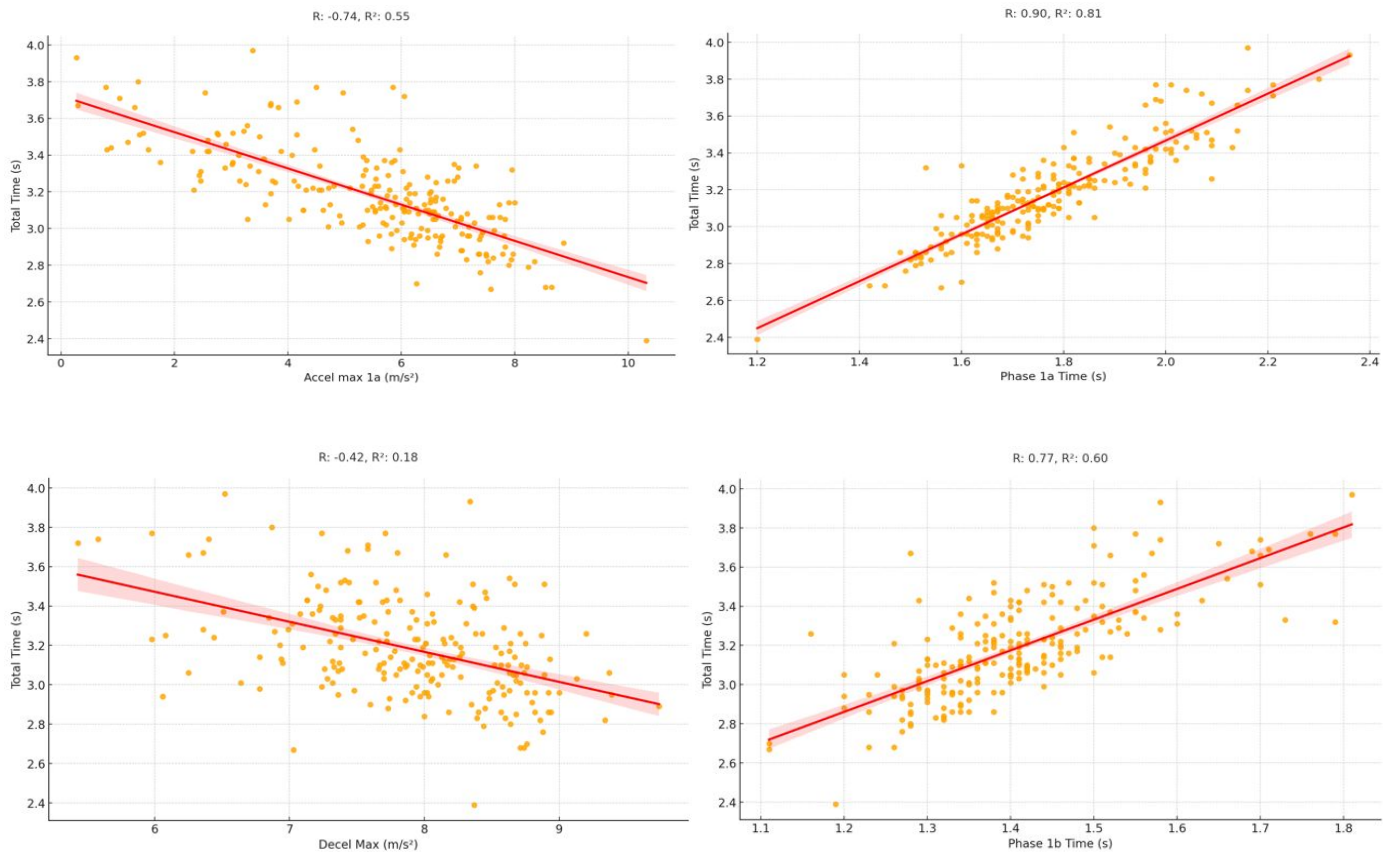 R: -0.74, R²: 0.55
Total Time (s)
4.0
3.8
3.6
3.4
3.2
3.0
2.8
2.6
2.4
0 2 4 6 8 10
Accel max 1a (m/s²)
R: 0.90, R²: 0.81
Total Time (s)
4.0
3.8
3.6
3.4
3.2
3.0
2.8
2.6
2.4
1.2 1.4 1.6 1.8 2.0 2.2 2.4
Phase 1a Time (s)
R: -0.42, R²: 0.18
Total Time (s)
4.0
3.8
3.6
3.4
3.2
3.0
2.8
2.6
2.4
6 7 8 9
Decel Max (m/s²)
R: 0.77, R²: 0.60
Total Time (s)
4.0
3.8
3.6
3.4
3.2
3.0
2.8
2.6
2.4
1.1 1.2 1.3 1.4 1.5 1.6 1.7 1.8
Phase 1b Time (s)